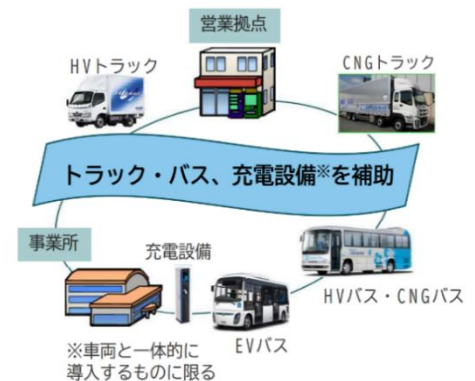 営業拠点
HVトラック
CNGトラック
トラック・バス、充電設備※を補助
事業所
充電設備
HVバス・CNGバス
EVバス
※車両と一体的に
導入するものに限る